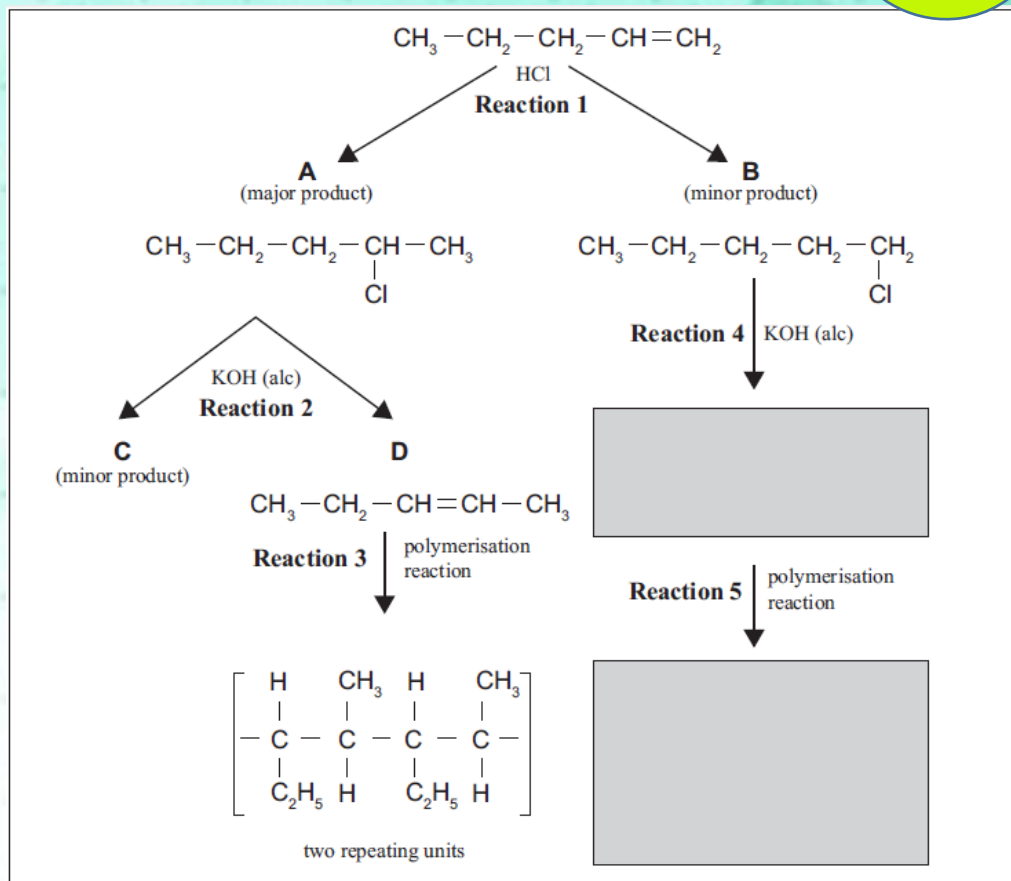 CH₃ — CH₂ — CH₂ — CH = CH₂
HCl
Reaction 1
A
(major product)
B
(minor product)
CH₃ — CH₂ — CH₂ — CH — CH₃
Cl
CH₃ — CH₂ — CH₂ — CH₂ — CH₂
Cl
KOH (alc)
Reaction 2
Reaction 4 KOH (alc)
C
(minor product)
D
CH₃ — CH₂ — CH = CH — CH₃
Reaction 3 polymerisation
reaction
Reaction 5 polymerisation
reaction
H CH₃ H CH₃
— C — C — C — C —
C₂H₅ H C₂H₅ H
two repeating units